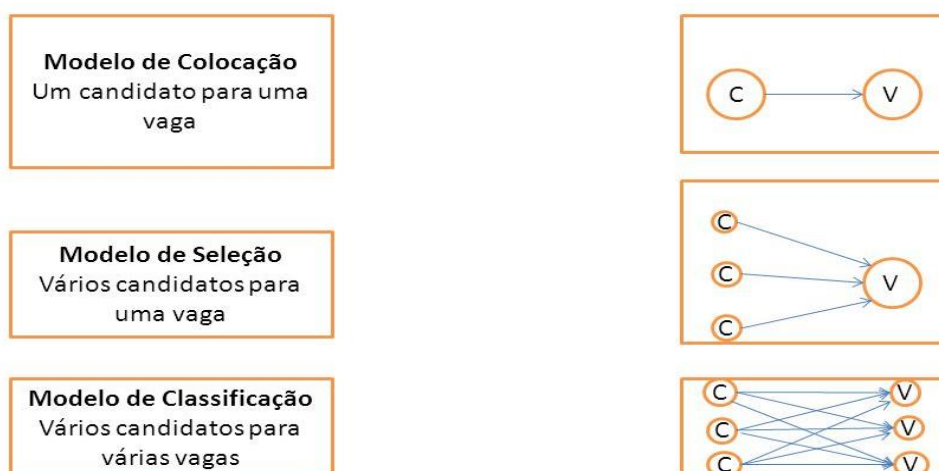 Modelo de Colocação
Um candidato para uma
vaga
C
V
Modelo de Seleção
Vários candidatos para
uma vaga
C
C
C
V
Modelo de Classificação
Vários candidatos para
várias vagas
C
V
C
V
C
V